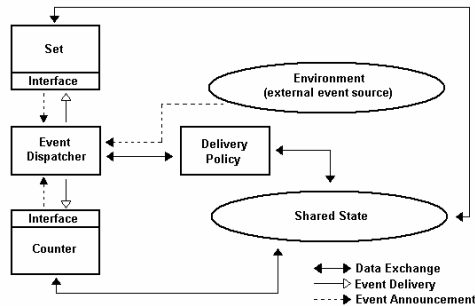 Set
Interface
Environment
(external event source)
Event
Dispatcher
Delivery
Policy
Interface
Counter
Shared State
Data Exchange
Event Delivery
Event Announcement